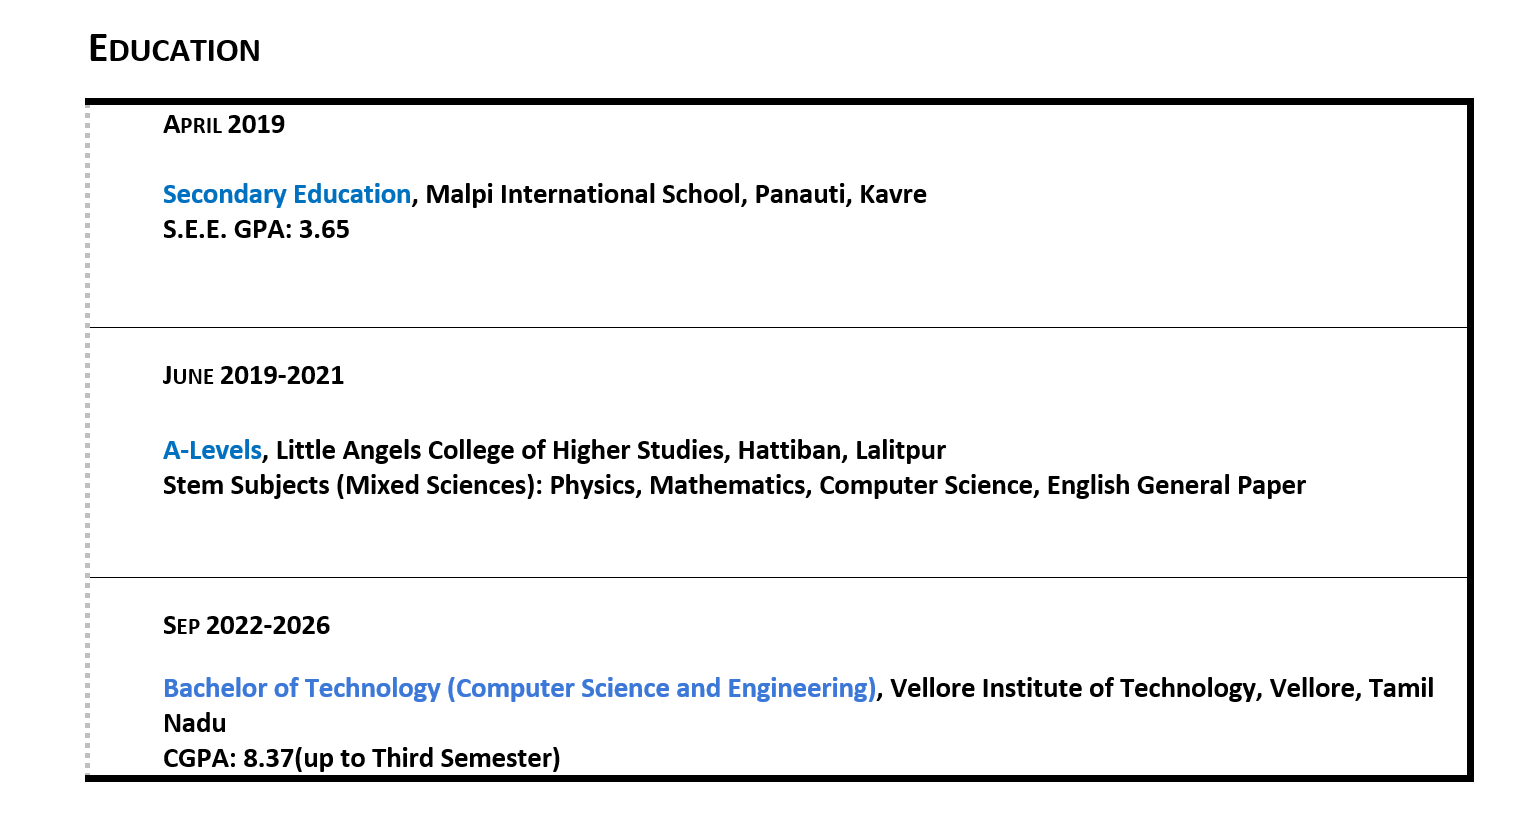 EDUCATION
APRIL 2019
Secondary Education, Malpi International School, Panauti, Kavre
S.E.E. GPA: 3.65
JUNE 2019-2021
A-Levels, Little Angels College of Higher Studies, Hattiban, Lalitpur
Stem Subjects (Mixed Sciences): Physics, Mathematics, Computer Science, English General Paper
SEP 2022-2026
Bachelor of Technology (Computer Science and Engineering), Vellore Institute of Technology, Vellore, Tamil
Nadu
CGPA: 8.37(up to Third Semester)